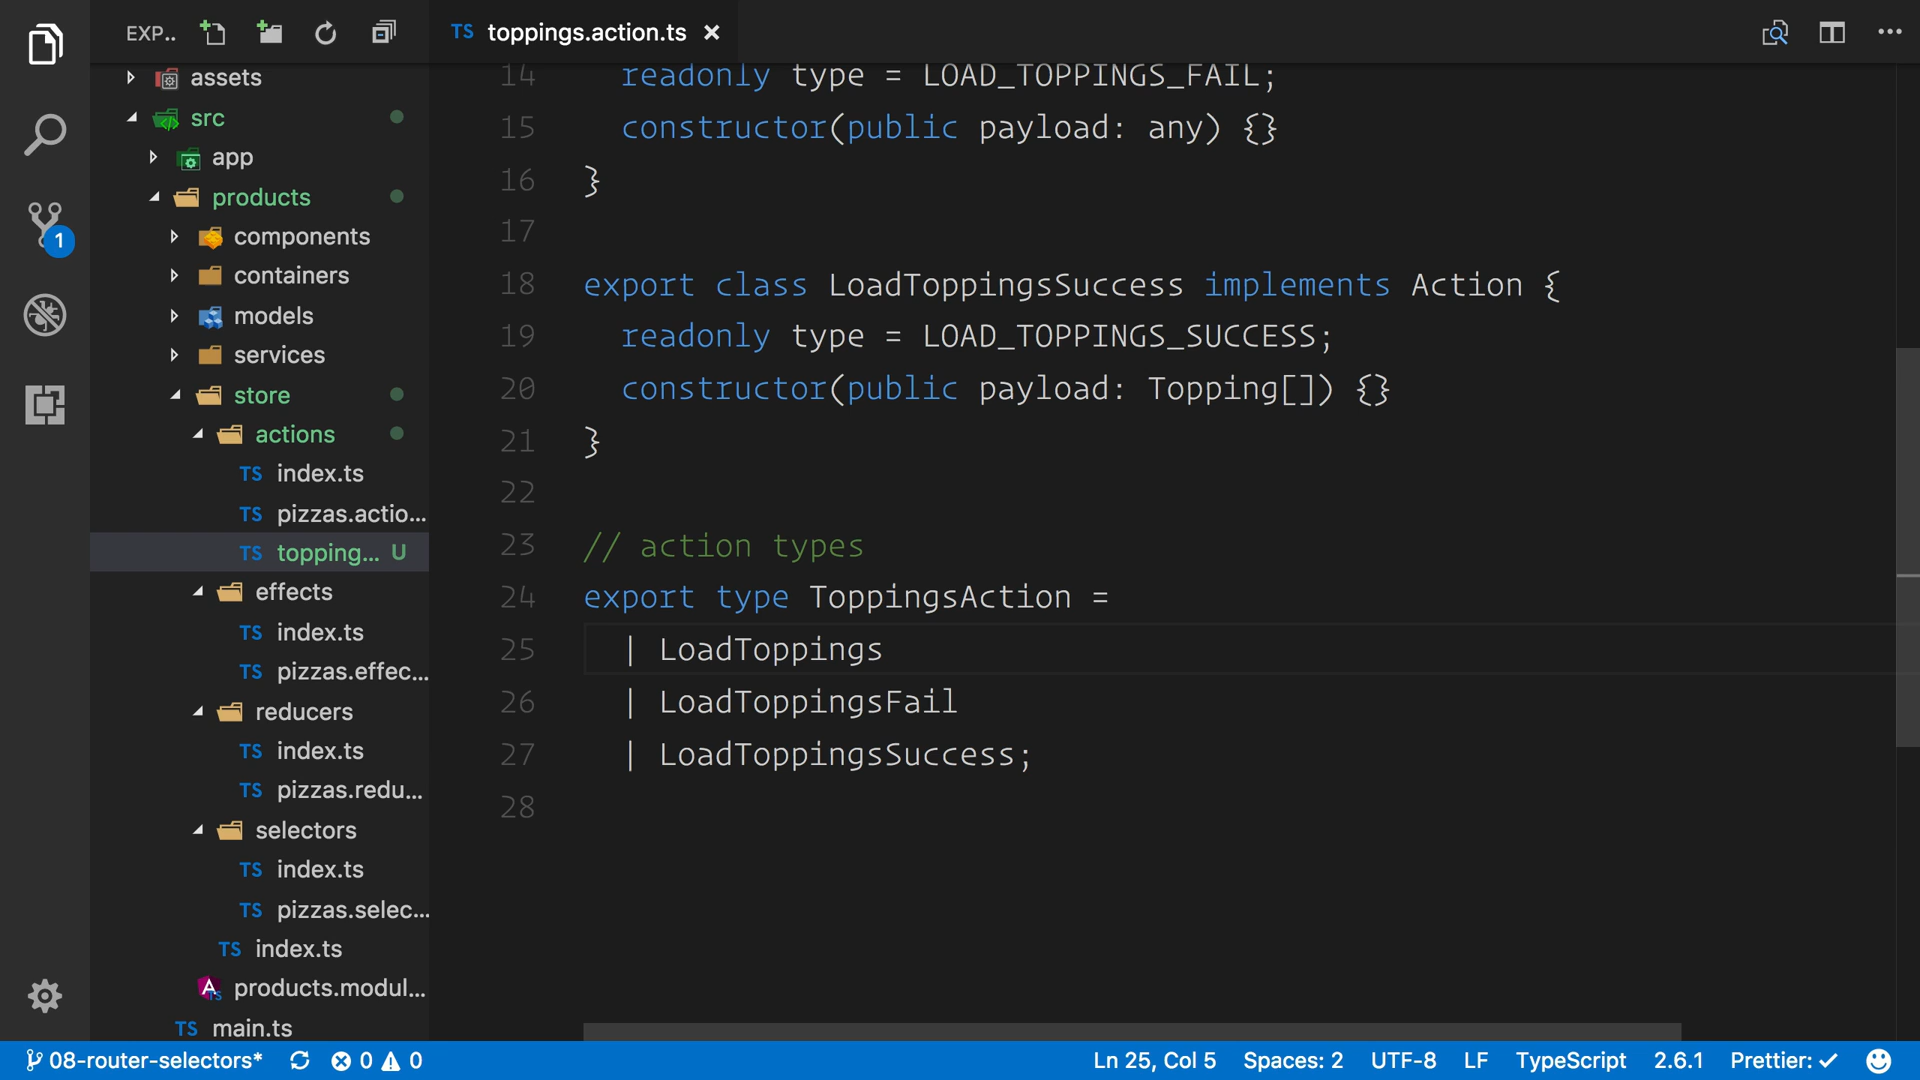 EXP..
TS toppings.action.ts ×
assets
src
app
products
components
containers
models
services
store
actions
TS index.ts
TS pizzas.actio...
TS topping... U
effects
TS index.ts
TS pizzas.effec...
reducers
TS index.ts
TS pizzas.redu...
selectors
TS index.ts
TS pizzas.selec...
TS index.ts
products.modul...
TS main.ts
1
14 readonly type = LOAD_TOPPINGS_FAIL;
15 constructor(public payload: any) {}
16 }
17
18 export class LoadToppingsSuccess implements Action {
19 readonly type = LOAD_TOPPINGS_SUCCESS;
20 constructor(public payload: Topping[]) {}
21 }
22
23 // action types
24 export type ToppingsAction =
25 | LoadToppings
26 | LoadToppingsFail
27 | LoadToppingsSuccess;
28
08-router-selectors* 0 0 Ln 25, Col 5 Spaces: 2 UTF-8 LF TypeScript 2.6.1 Prettier: ✓